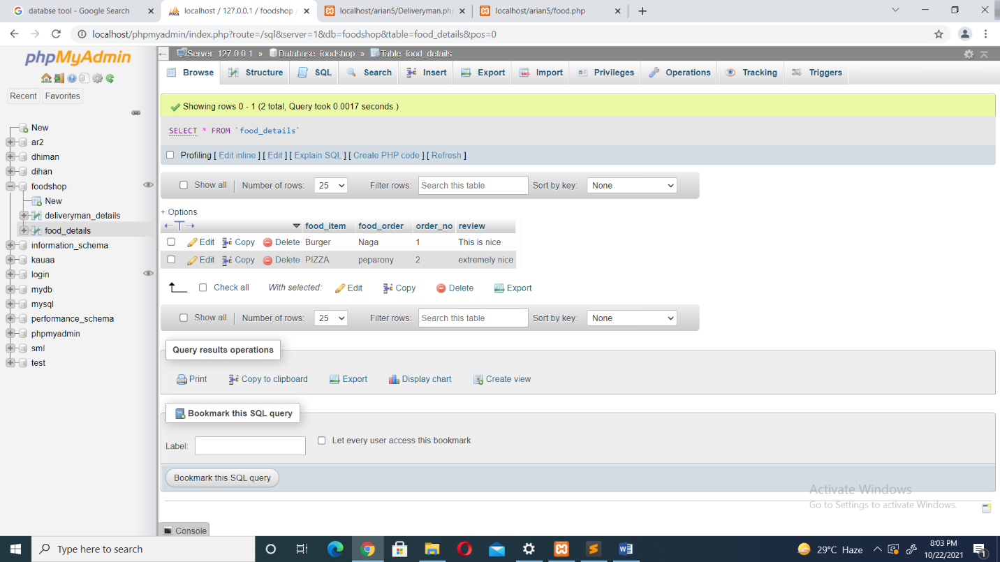 databse tool - Google Search
localhost / 127.0.0.1 / foodshop
localhost/arian5/Deliveryman.ph
localhost/arian5/food.php
localhost/phpmyadmin/index.php?route=/sql&server=1&db=foodshop&table=food_details&pos=0
phpMyAdmin
Server: 127.0.0.1 » Database: foodshop » Table: food_details
Browse Structure SQL Search Insert Export Import Privileges Operations Tracking Triggers
Recent Favorites
New
ar2
dhiman
dihan
foodshop
New
deliveryman_details
food_details
information_schema
kauaa
login
mydb
mysql
performance_schema
phpmyadmin
sml
test
Showing rows 0 - 1 (2 total, Query took 0.0017 seconds.)
SELECT * FROM `food_details`
Profiling [ Edit inline ] [ Edit ] [ Explain SQL ] [ Create PHP code ] [ Refresh ]
Show all Number of rows: 25 Filter rows: Search this table Sort by key: None
+ Options
←T→ food_item food_order order_no review
Edit Copy Delete Burger Naga 1 This is nice
Edit Copy Delete PIZZA peparony 2 extremely nice
Check all With selected: Edit Copy Delete Export
Show all Number of rows: 25 Filter rows: Search this table Sort by key: None
Query results operations
Print Copy to clipboard Export Display chart Create view
Bookmark this SQL query
Label: Let every user access this bookmark
Bookmark this SQL query
Activate Windows
Go to Settings to activate Windows.
Console
Type here to search
29°C Haze
8:03 PM
10/22/2021
1